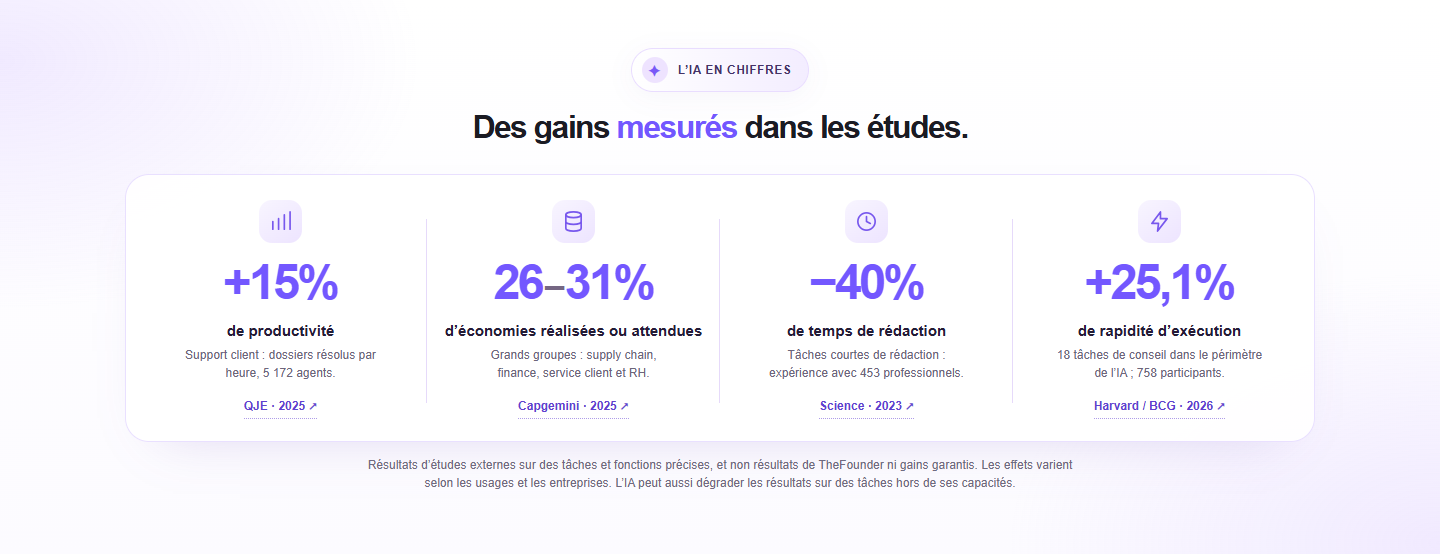 L'IA EN CHIFFRES
Des gains mesurés dans les études.
+15%
de productivité
Support client : dossiers résolus par
heure, 5 172 agents.
QJE · 2025 ↗
26–31%
d’économies réalisées ou attendues
Grands groupes : supply chain,
finance, service client et RH.
Capgemini · 2025 ↗
−40%
de temps de rédaction
Tâches courtes de rédaction :
expérience avec 453 professionnels.
Science · 2023 ↗
+25,1%
de rapidité d’exécution
18 tâches de conseil dans le périmètre
de l’IA ; 758 participants.
Harvard / BCG · 2026 ↗
Résultats d’études externes sur des tâches et fonctions précises, et non résultats de TheFounder ni gains garantis. Les effets varient
selon les usages et les entreprises. L’IA peut aussi dégrader les résultats sur des tâches hors de ses capacités.